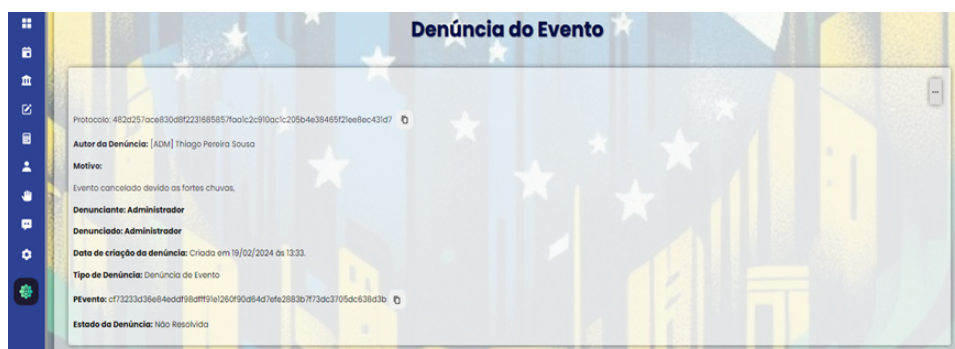 Denúncia do Evento
...
Protocolo: 482d257ace830d8f2231685857faa1c2c910ac1c205b4e38465f21ee8ec431d7
Autor da Denúncia: [ADM] Thiago Pereira Sousa
Motivo:
Evento cancelado devido as fortes chuvas,
Denunciante: Administrador
Denunciado: Administrador
Data de criação da denúncia: Criada em 19/02/2024 às 13:33.
Tipo de Denúncia: Denúncia de Evento
PEvento: cf73233d36e84eddf98dfff91e1260f90d64d7efe2883b7f73dc3705dc638d3b
Estado da Denúncia: Não Resolvida